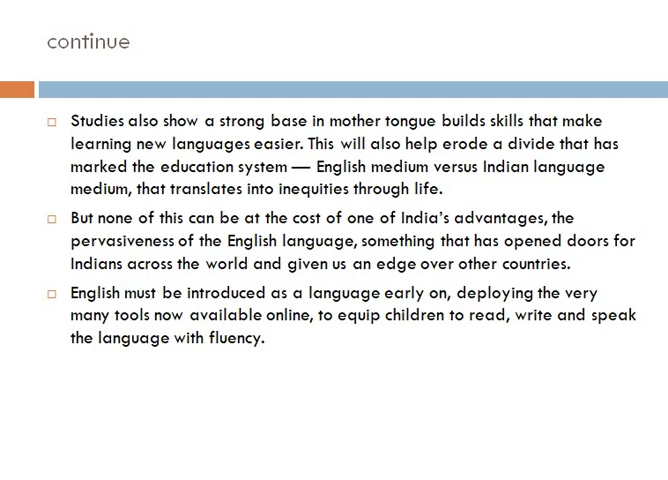 continue
Studies also show a strong base in mother tongue builds skills that make
learning new languages easier. This will also help erode a divide that has
marked the education system — English medium versus Indian language
medium, that translates into inequities through life.
But none of this can be at the cost of one of India's advantages, the
pervasiveness of the English language, something that has opened doors for
Indians across the world and given us an edge over other countries.
English must be introduced as a language early on, deploying the very
many tools now available online, to equip children to read, write and speak
the language with fluency.